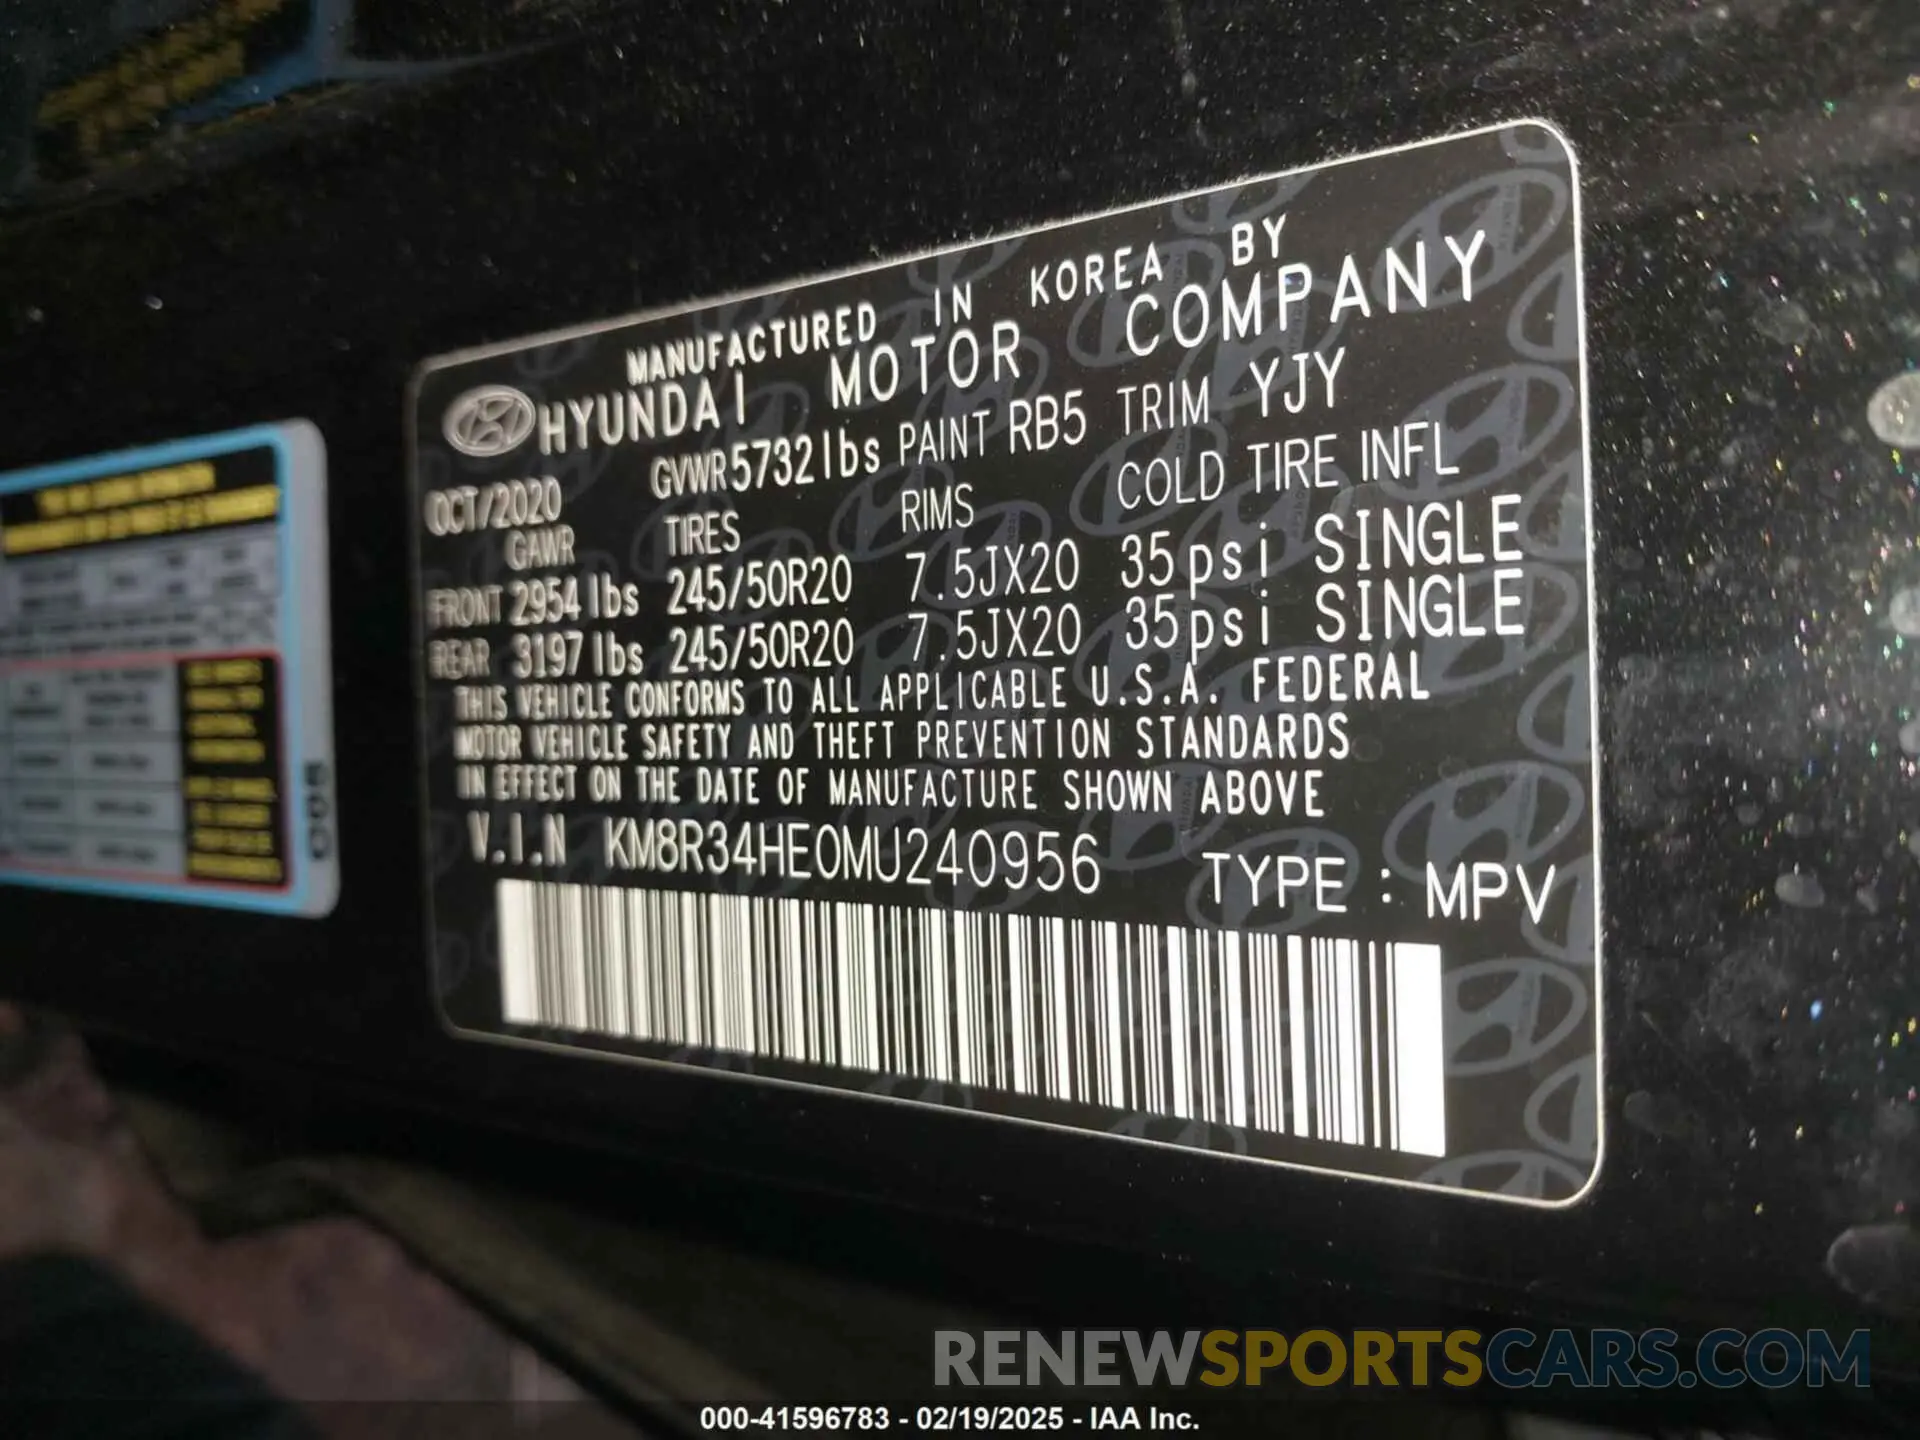 MANUFACTURED IN KOREA BY
HYUNDAI MOTOR COMPANY
OCT/2020 GVWR 5732 lbs PAINT RB5 TRIM YJY
GAWR TIRES RIMS COLD TIRE INFL
FRONT 2954 lbs 245/50R20 7.5JX20 35psi SINGLE
REAR 3197 lbs 245/50R20 7.5JX20 35psi SINGLE
THIS VEHICLE CONFORMS TO ALL APPLICABLE U.S.A. FEDERAL
MOTOR VEHICLE SAFETY AND THEFT PREVENTION STANDARDS
IN EFFECT ON THE DATE OF MANUFACTURE SHOWN ABOVE
V.I.N KM8R34HE0MU240956 TYPE : MPV
RENEWSPORTSCARS.COM
000-41596783 - 02/19/2025 - IAA Inc.